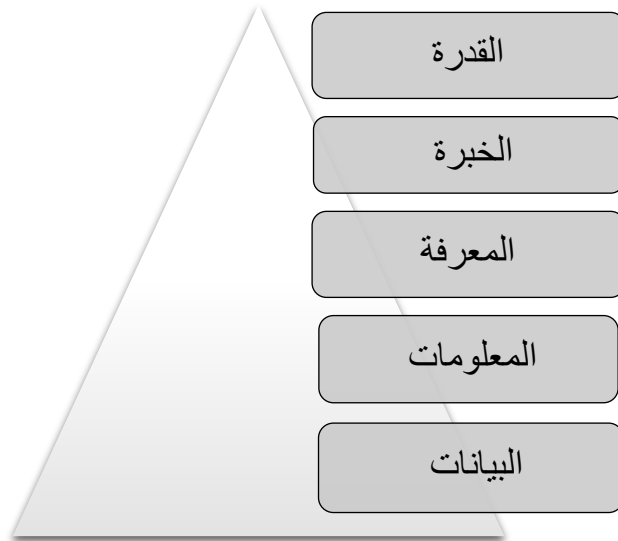 القدرة
الخبرة
المعرفة
المعلومات
البيانات